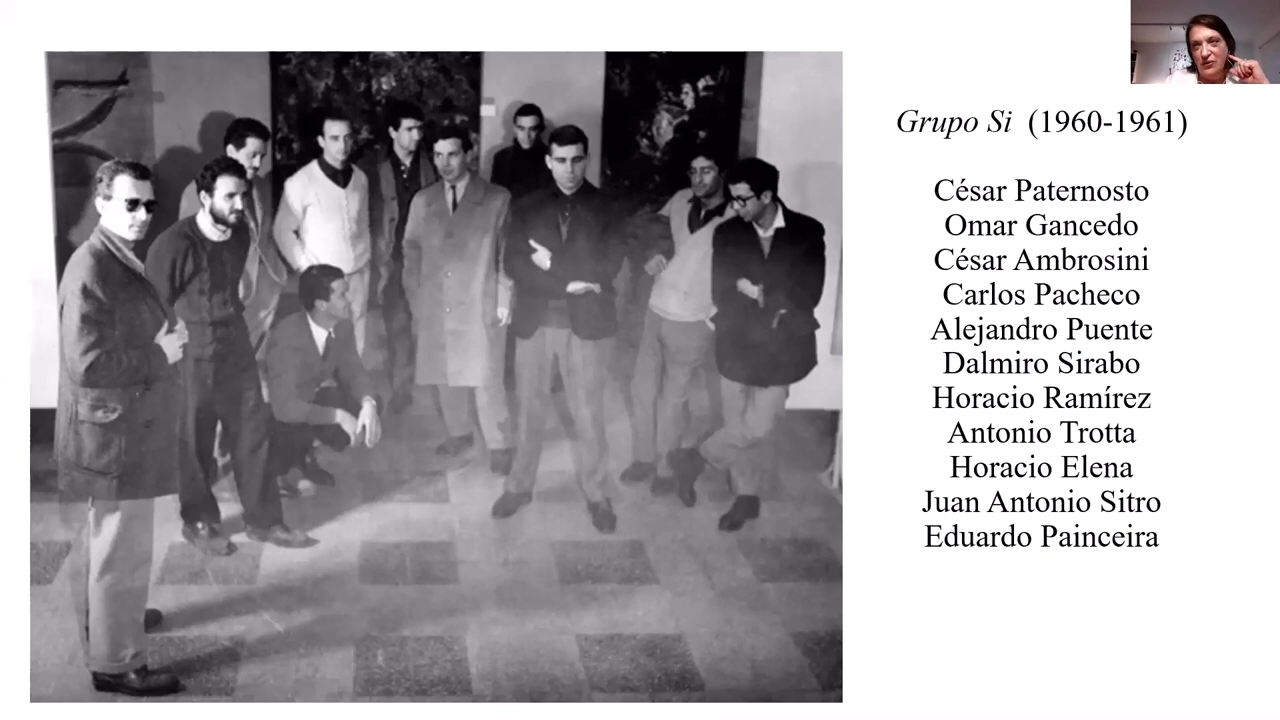 Grupo Si (1960-1961)
César Paternosto
Omar Gancedo
César Ambrosini
Carlos Pacheco
Alejandro Puente
Dalmiro Sirabo
Horacio Ramírez
Antonio Trotta
Horacio Elena
Juan Antonio Sitro
Eduardo Painceira